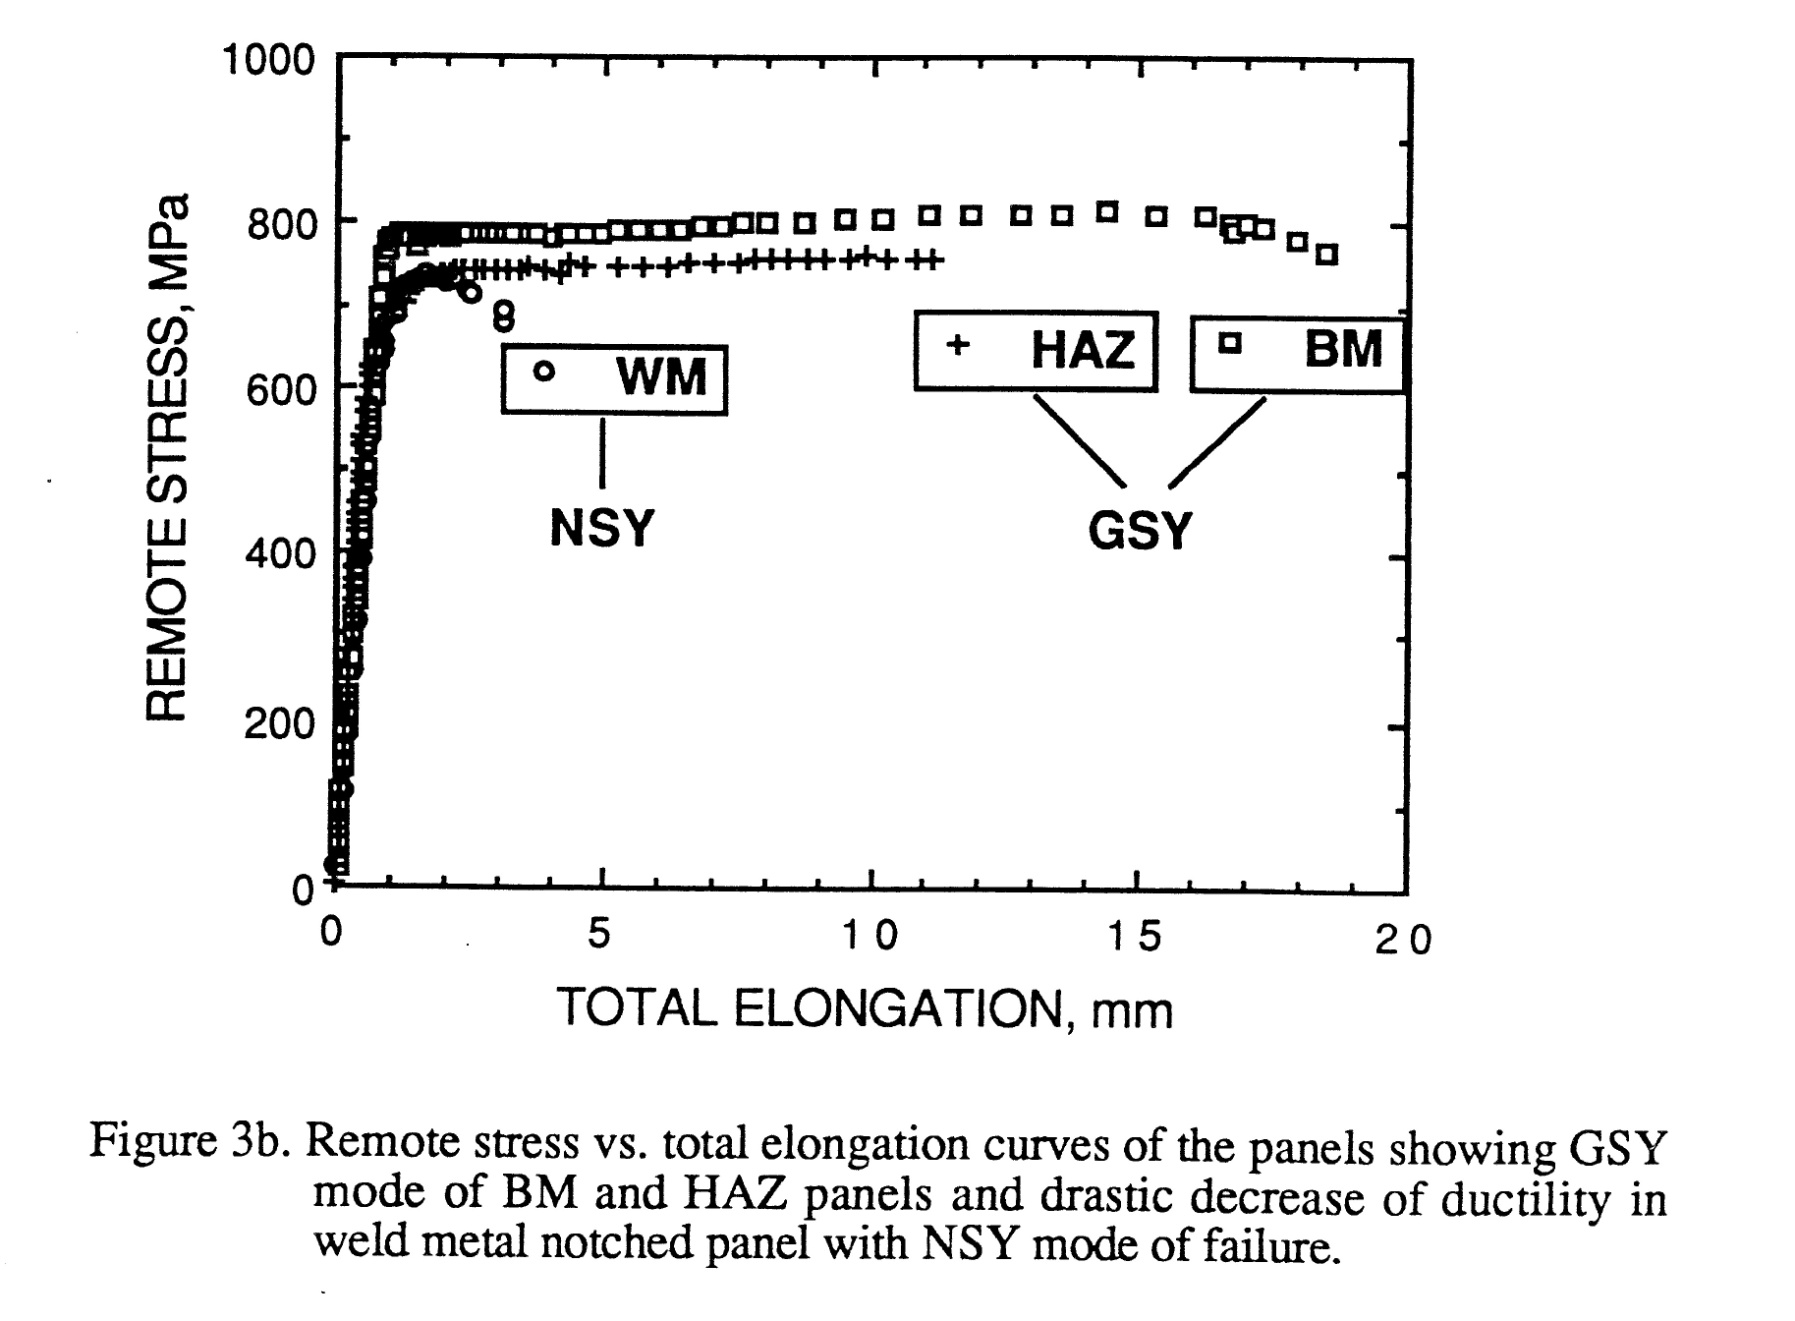 1000
800
600
400
200
0
REMOTE STRESS, MPa
WM
HAZ
BM
NSY
GSY
0 5 10 15 20
TOTAL ELONGATION, mm
Figure 3b. Remote stress vs. total elongation curves of the panels showing GSY
mode of BM and HAZ panels and drastic decrease of ductility in
weld metal notched panel with NSY mode of failure.